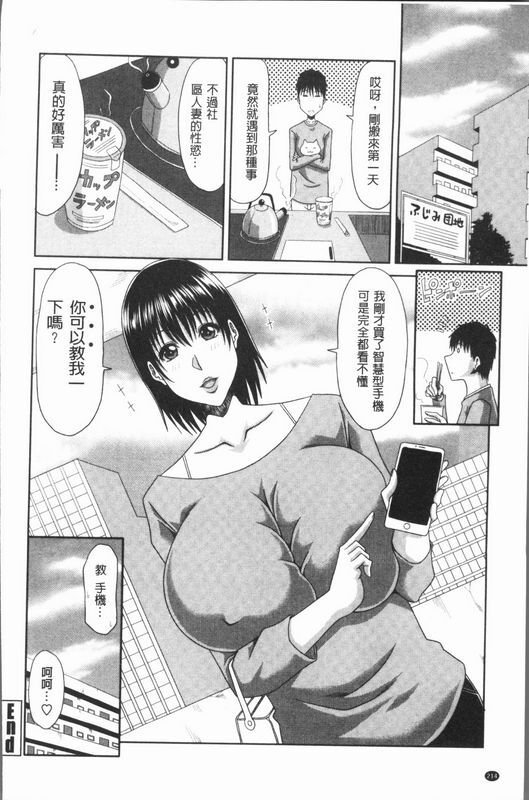 ふじみ団地
哎呀，剛搬來第一天
竟然就遇到那種事
不過社
區人妻的性慾…
真的好厲害———…
カップ
ラーメン
ピンポーン
我剛才買了智慧型手機
可是完全都看不懂
你可以教我一
下嗎？
教 手機…
呵呵…♡
End
214